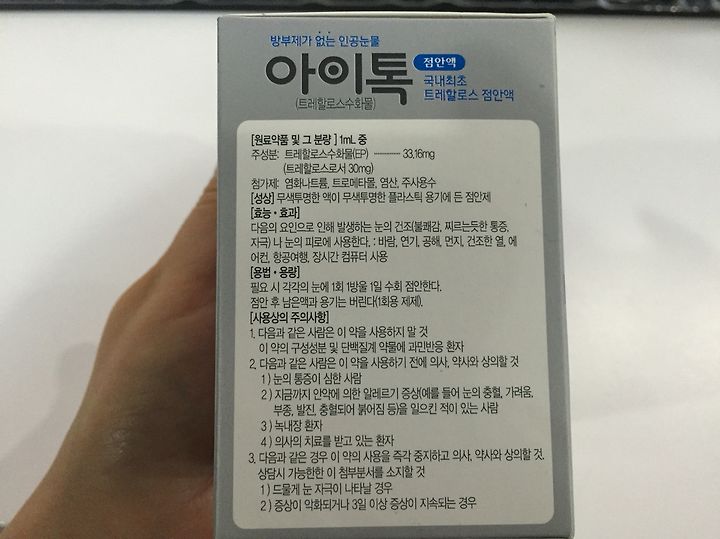 방부제가 없는 인공눈물
아이톡 점안액
(트레할로스수화물)
국내최초
트레할로스 점안액
[원료약품 및 그 분량] 1mL 중
주성분: 트레할로스수화물(EP) ------------ 33.16mg
(트레할로스로서 30mg)
첨가제: 염화나트륨, 트로메타몰, 염산, 주사용수
[성상] 무색투명한 액이 무색투명한 플라스틱 용기에 든 점안제
[효능·효과]
다음의 요인으로 인해 발생하는 눈의 건조(불쾌감, 찌르는듯한 통증,
자극) 나 눈의 피로에 사용한다. : 바람, 연기, 공해, 먼지, 건조한 열, 에
어컨, 항공여행, 장시간 컴퓨터 사용
[용법·용량]
필요 시 각각의 눈에 1회 1방울 1일 수회 점안한다.
점안 후 남은액과 용기는 버린다(1회용 제제).
[사용상의 주의사항]
1. 다음과 같은 사람은 이 약을 사용하지 말 것
이 약의 구성성분 및 단백질계 약물에 과민반응 환자
2. 다음과 같은 사람은 이 약을 사용하기 전에 의사, 약사와 상의할 것
1) 눈의 통증이 심한 사람
2) 지금까지 안약에 의한 알레르기 증상(예를 들어 눈의 충혈, 가려움,
부종, 발진, 충혈되어 붉어짐 등)을 일으킨 적이 있는 사람
3) 녹내장 환자
4) 의사의 치료를 받고 있는 환자
3. 다음과 같은 경우 이 약의 사용을 즉각 중지하고 의사, 약사와 상의할 것.
상담시 가능한한 이 첨부문서를 소지할 것
1) 드물게 눈 자극이 나타날 경우
2) 증상이 악화되거나 3일 이상 증상이 지속되는 경우